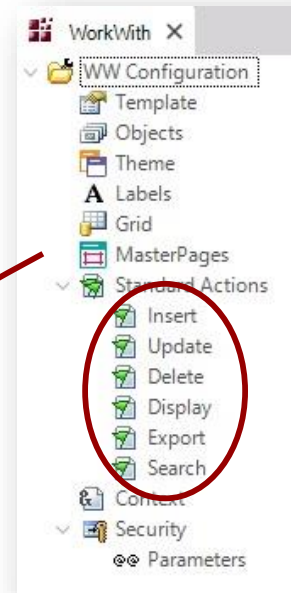 WorkWith
WW Configuration
Template
Objects
Theme
A Labels
Grid
MasterPages
Standard Actions
Insert
Update
Delete
Display
Export
Search
Context
Security
Parameters